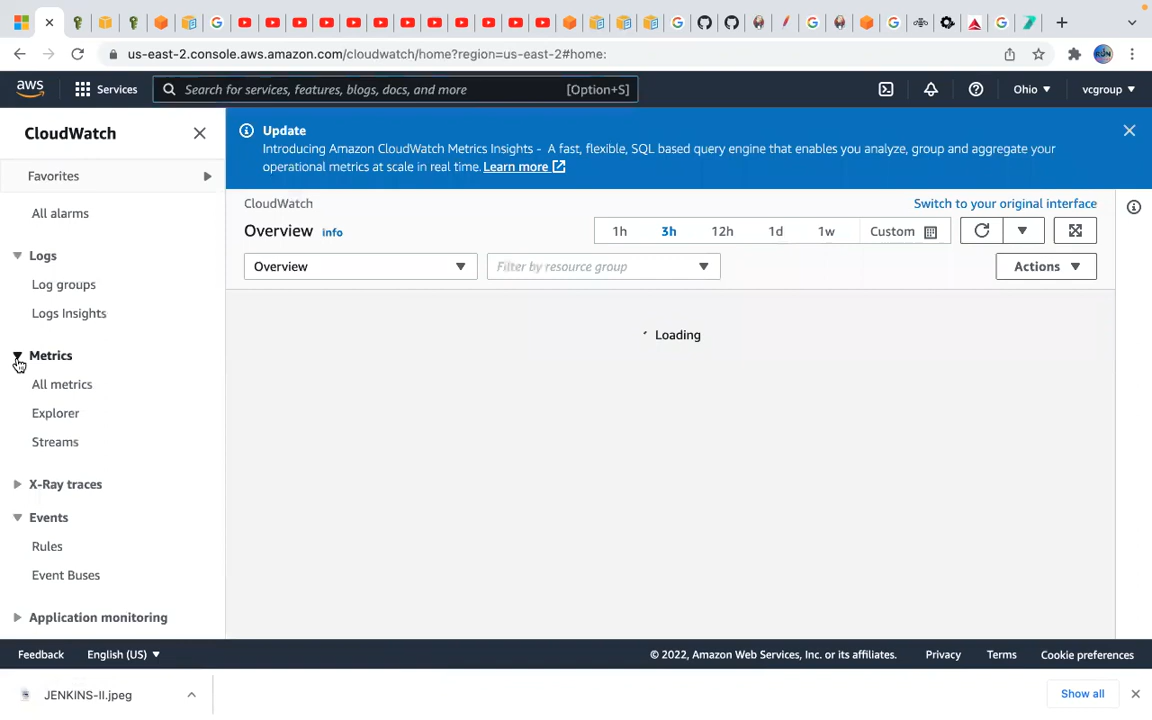 us-east-2.console.aws.amazon.com/cloudwatch/home?region=us-east-2#home:
aws
Services
Search for services, features, blogs, docs, and more
[Option+S]
Ohio
vcgroup
CloudWatch
Favorites
All alarms
Logs
Log groups
Logs Insights
Metrics
All metrics
Explorer
Streams
X-Ray traces
Events
Rules
Event Buses
Application monitoring
Update
Introducing Amazon CloudWatch Metrics Insights - A fast, flexible, SQL based query engine that enables you analyze, group and aggregate your
operational metrics at scale in real time. Learn more
CloudWatch
Switch to your original interface
Overview info
1h 3h 12h 1d 1w Custom
Overview
Filter by resource group
Actions
Loading
Feedback
English (US)
© 2022, Amazon Web Services, Inc. or its affiliates.
Privacy
Terms
Cookie preferences
JENKINS-II.jpeg
Show all